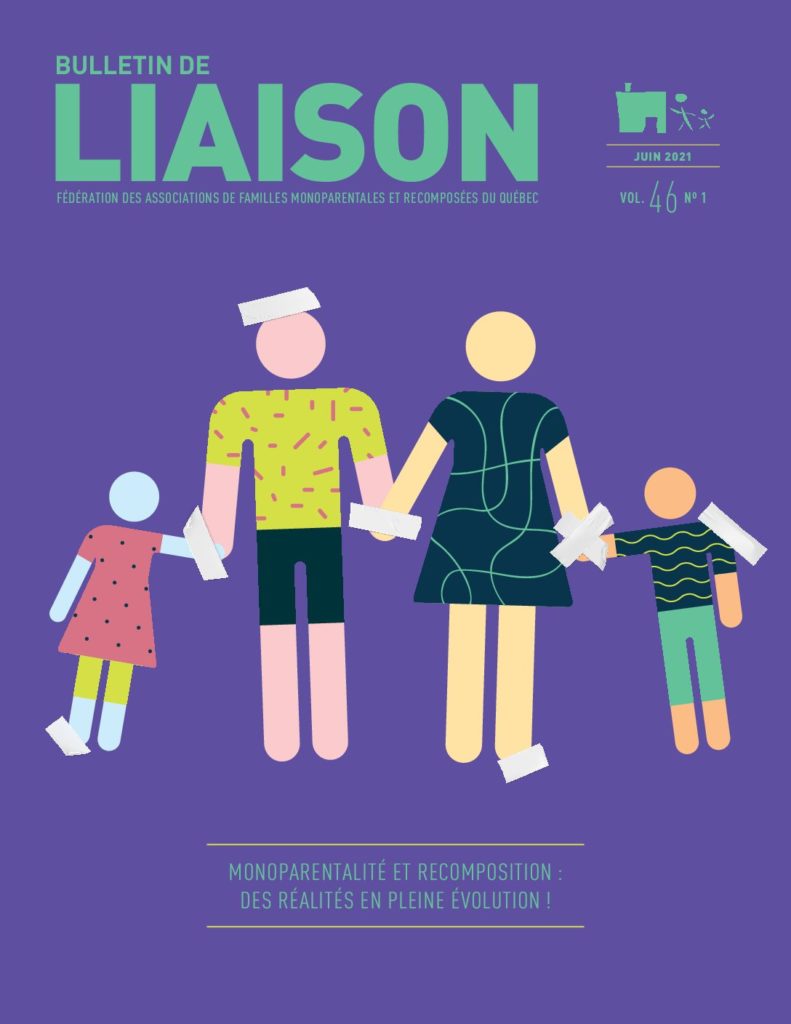 BULLETIN DE
LIAISON
FÉDÉRATION DES ASSOCIATIONS DE FAMILLES MONOPARENTALES ET RECOMPOSÉES DU QUÉBEC
JUIN 2021
VOL. 46 Nº 1
MONOPARENTALITÉ ET RECOMPOSITION :
DES RÉALITÉS EN PLEINE ÉVOLUTION !